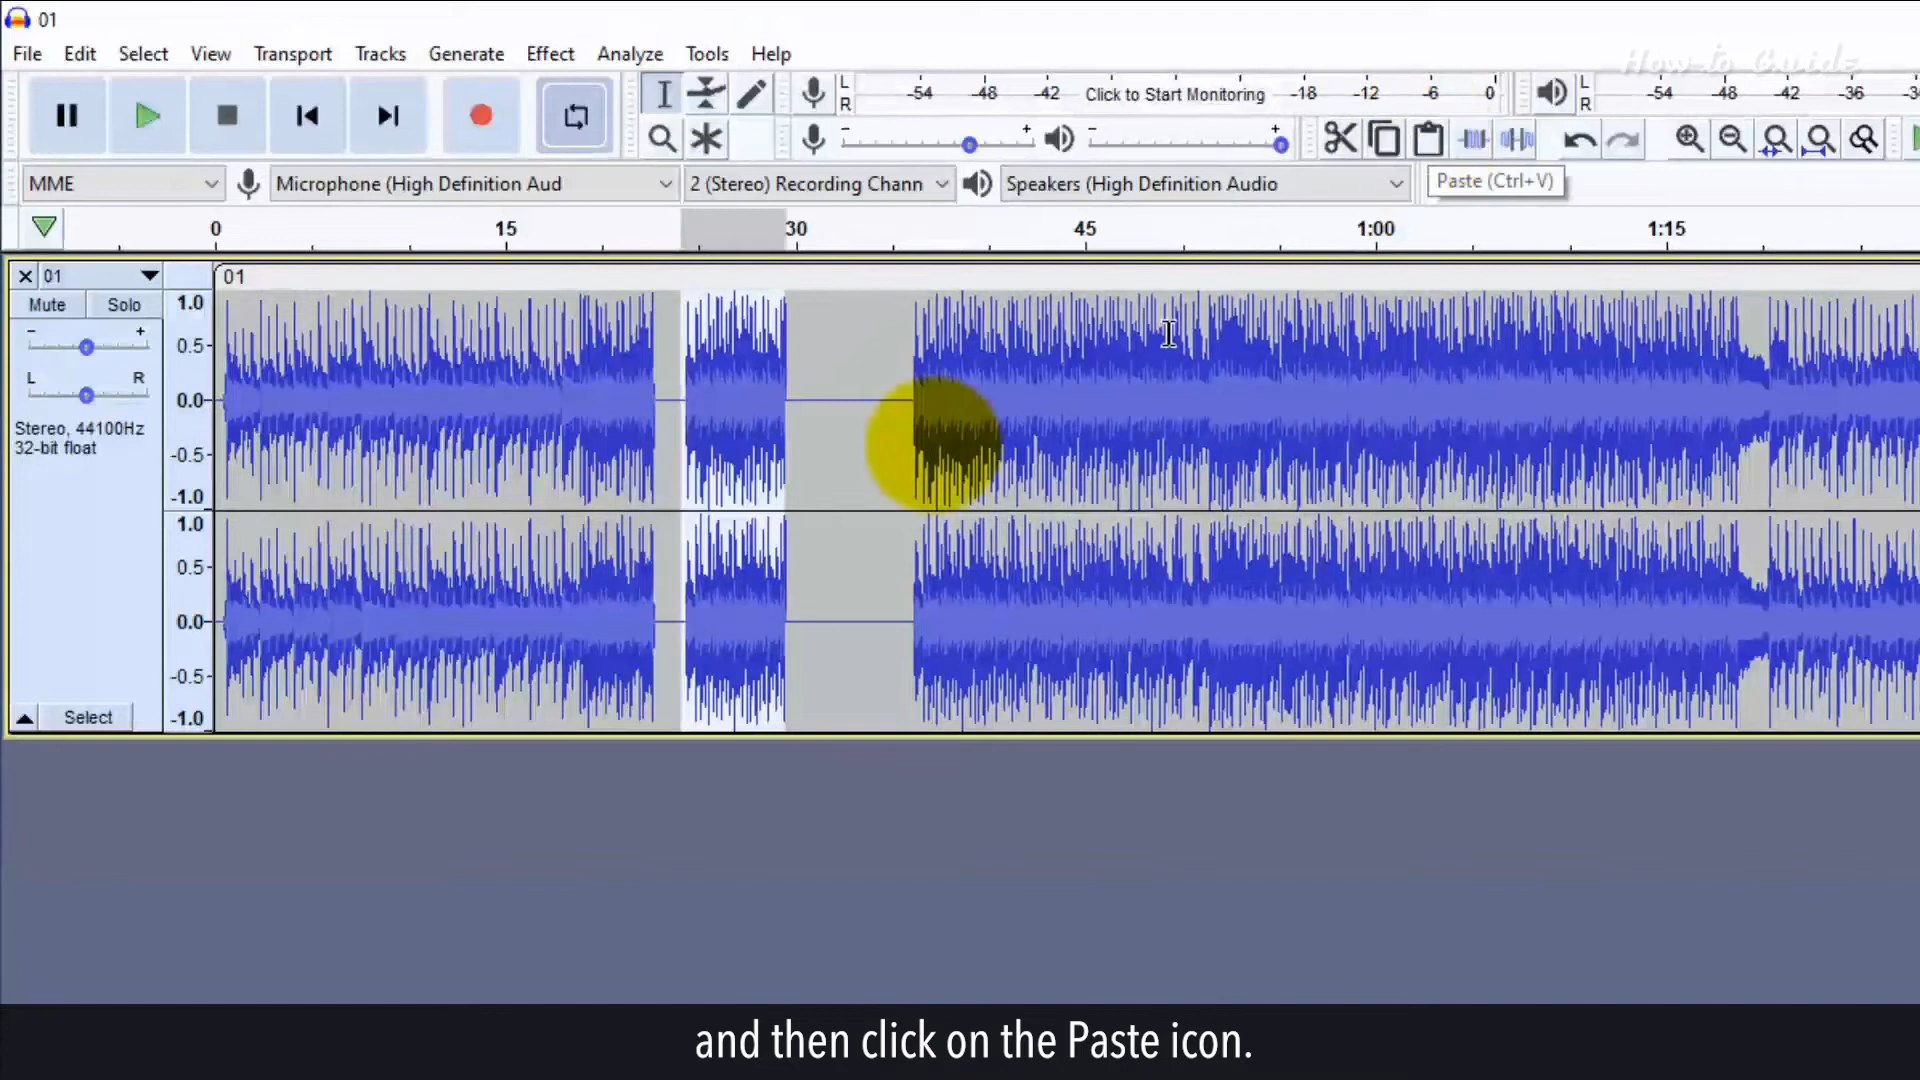 01
File Edit Select View Transport Tracks Generate Effect Analyze Tools Help
How-to Guide
L R -54 -48 -42 Click to Start Monitoring -18 -12 -6 0 L R -54 -48 -42 -36
- + - +
MME Microphone (High Definition Aud 2 (Stereo) Recording Chann Speakers (High Definition Audio Paste (Ctrl+V)
0 15 30 45 1:00 1:15
01 01
Mute Solo
- +
L R
Stereo, 44100Hz
32-bit float
Select
1.0
0.5
0.0
-0.5
-1.0
1.0
0.5
0.0
-0.5
-1.0
and then click on the Paste icon.